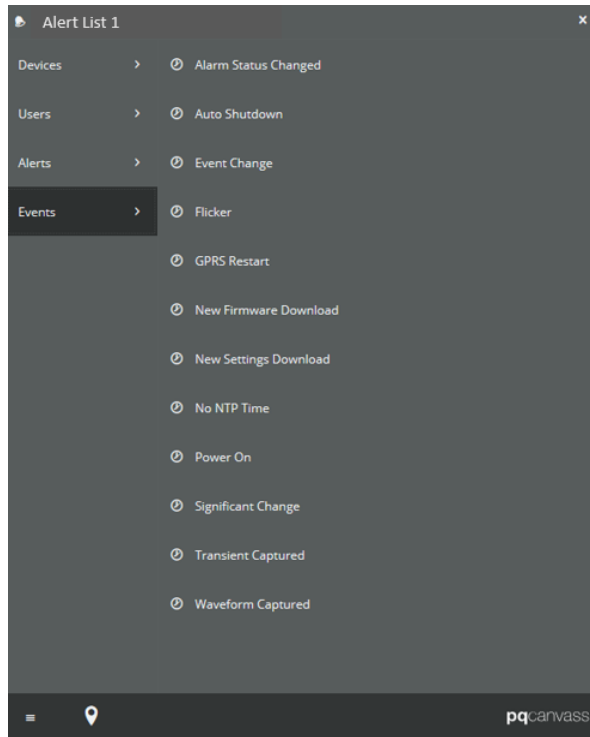 Alert List 1
x
Devices
Users
Alerts
Events
Alarm Status Changed
Auto Shutdown
Event Change
Flicker
GPRS Restart
New Firmware Download
New Settings Download
No NTP Time
Power On
Significant Change
Transient Captured
Waveform Captured
pqcanvass